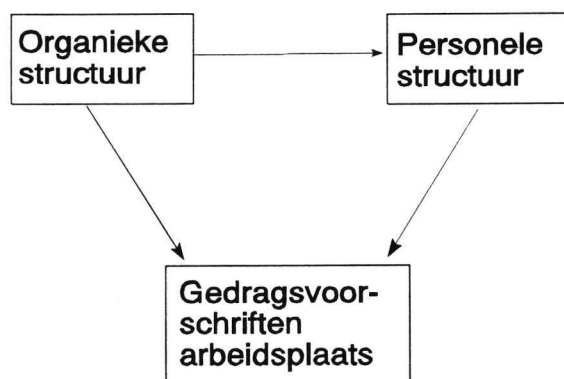 Organieke
structuur
Personele
structuur
Gedragsvoor-
schriften
arbeidsplaats